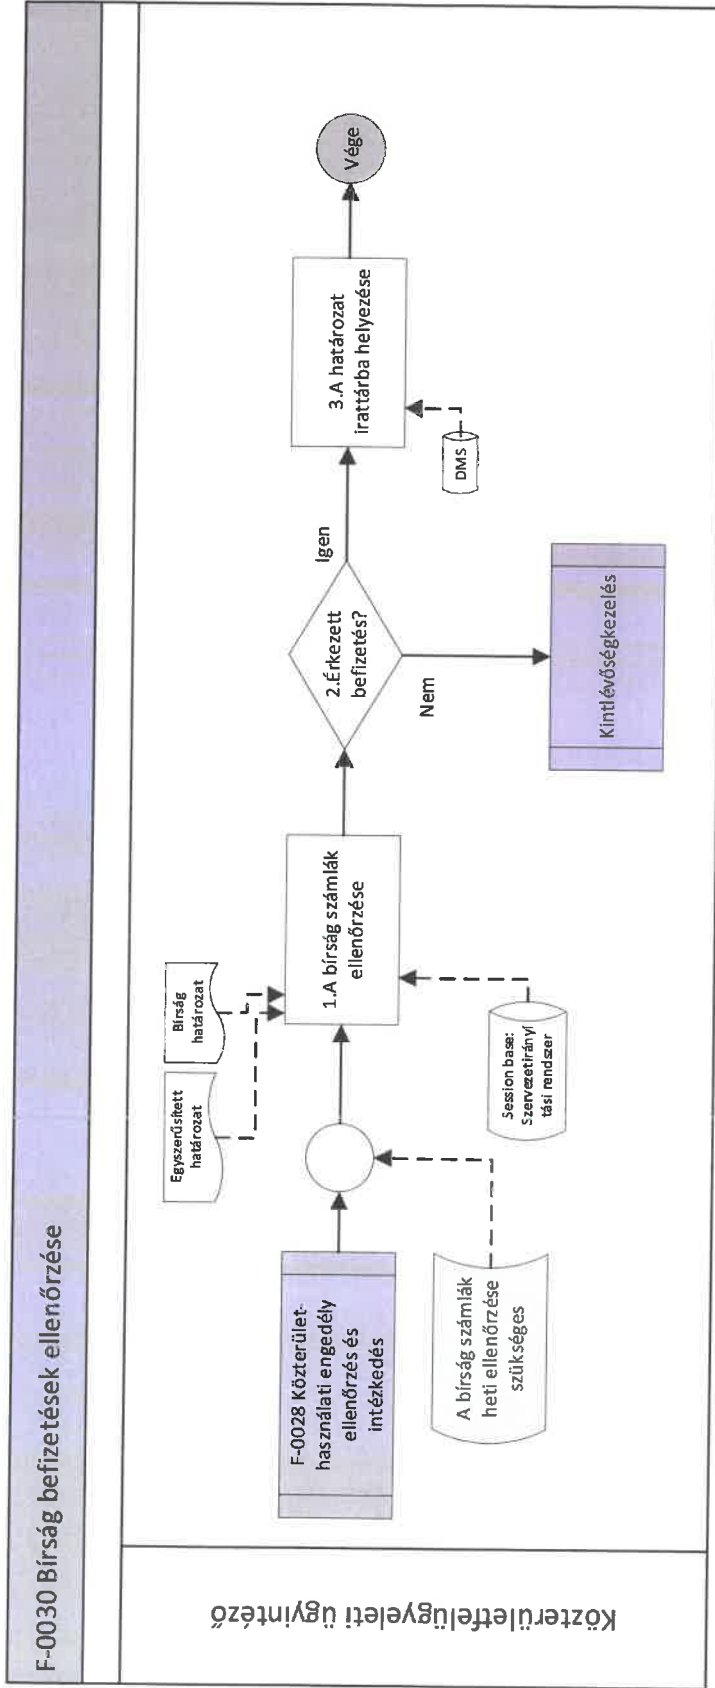 F-0030 Bírság befizetések ellenőrzése
Közterületfelügyeleti ügyintéző
F-0028 Közterület-
használati engedély
ellenőrzés és
intézkedés
A bírság számlák
heti ellenőrzése
szükséges
Egyszerűsített
határozat
Bírság
határozat
1.A bírság számlák
ellenőrzése
Session base:
Szervezetirányí
tási rendszer
2.Érkezett
befizetés?
Igen
Nem
Kintlévőségkezelés
3.A határozat
irattárba helyezése
DMS
Vége